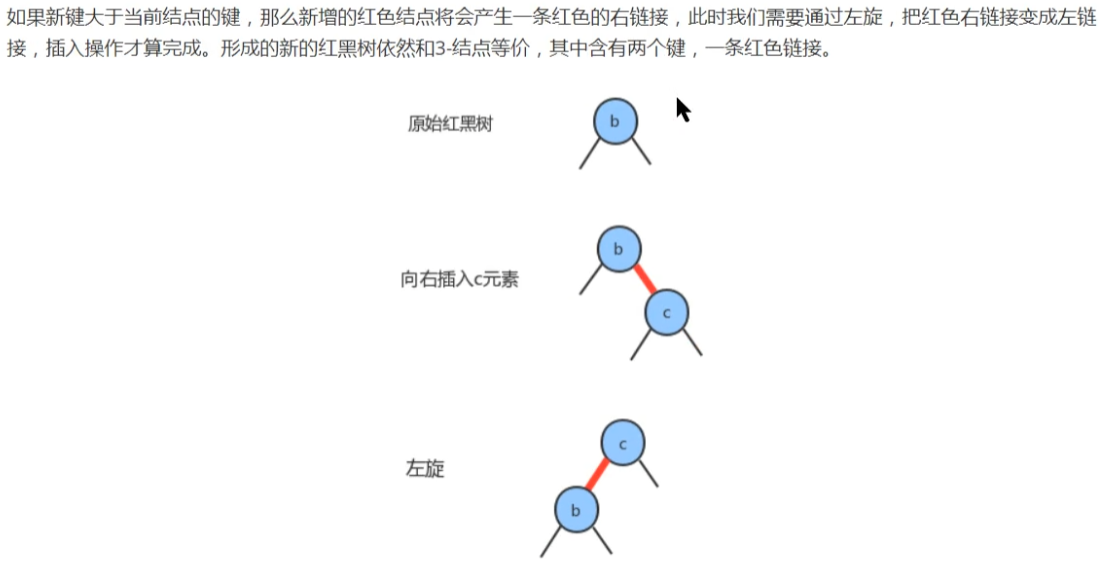 如果新键大于当前结点的键，那么新增的红色结点将会产生一条红色的右链接，此时我们需要通过左旋，把红色右链接变成左链
接，插入操作才算完成。形成的新的红黑树依然和3-结点等价，其中含有两个键，一条红色链接。
原始红黑树
b
向右插入c元素
b
c
左旋
c
b